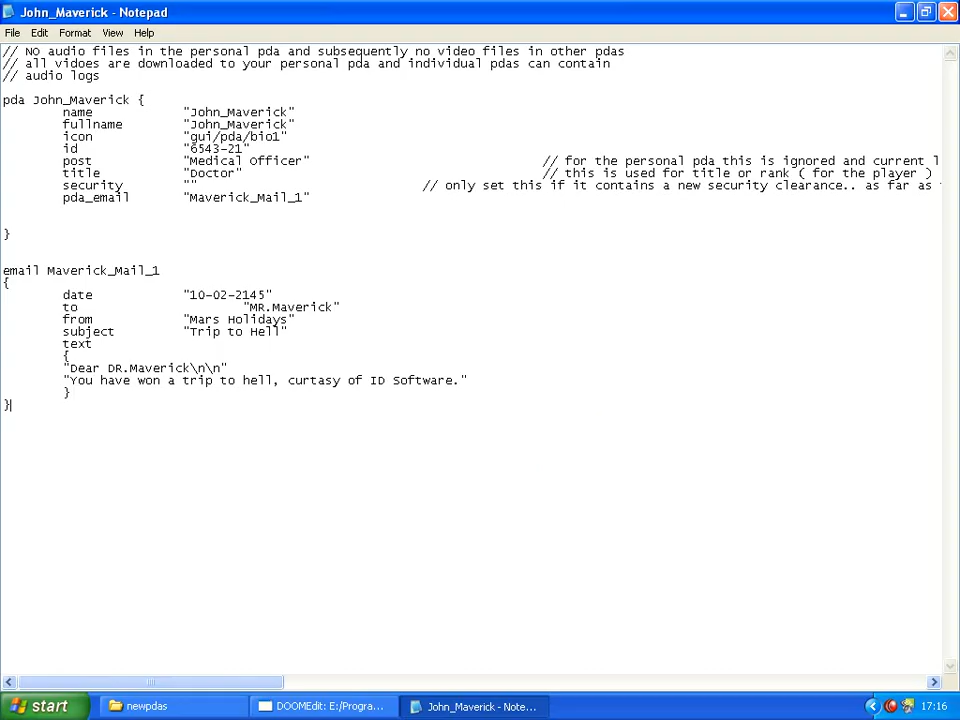 John_Maverick - Notepad
File Edit Format View Help
// NO audio files in the personal pda and subsequently no video files in other pdas
// all vidoes are downloaded to your personal pda and individual pdas can contain
// audio logs
pda John_Maverick {
name "John_Maverick"
fullname "John_Maverick"
icon "gui/pda/bio1"
id "6543-21"
post "Medical Officer" // for the personal pda this is ignored and current l
title "Doctor" // this is used for title or rank ( for the player )
security "" // only set this if it contains a new security clearance.. as far as
pda_email "Maverick_Mail_1"
}
email Maverick_Mail_1
{
date "10-02-2145"
to "MR.Maverick"
from "Mars Holidays"
subject "Trip to Hell"
text
{
"Dear DR.Maverick\n\n"
"You have won a trip to hell, curtasy of ID Software."
}
}
start newpdas DOOMEdit: E:/Progra... John_Maverick - Note... 17:16